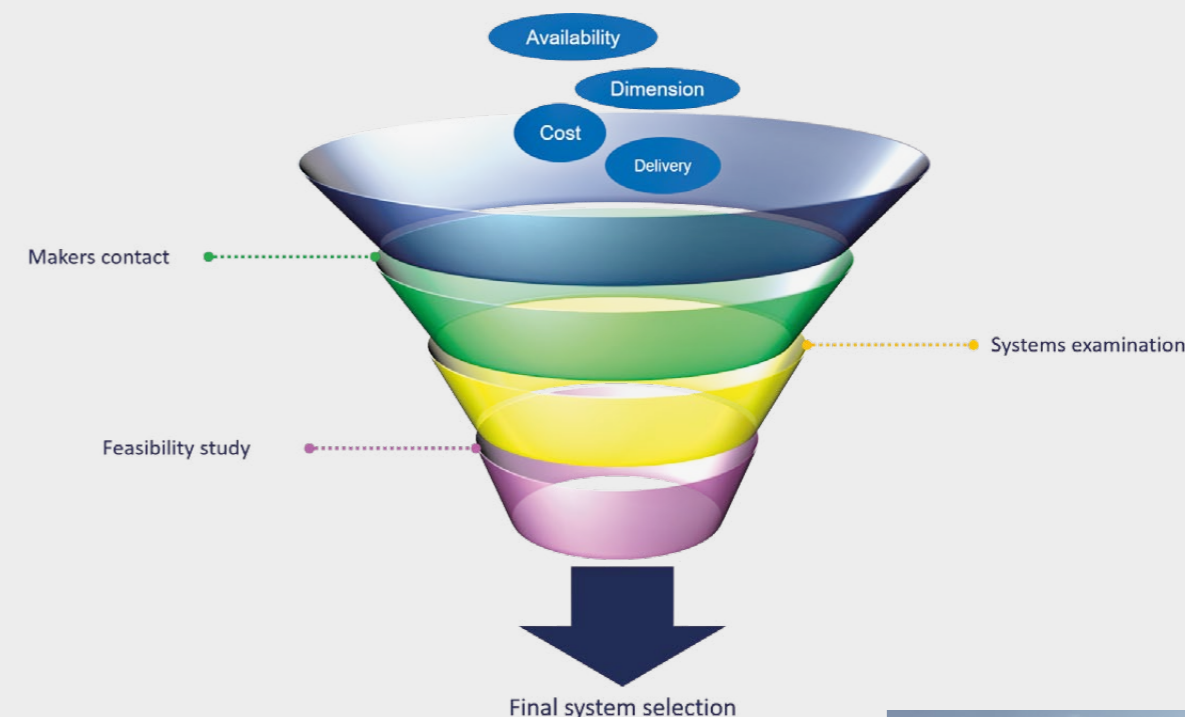 Availability
Dimension
Cost
Delivery
Makers contact
Systems examination
Feasibility study
Final system selection